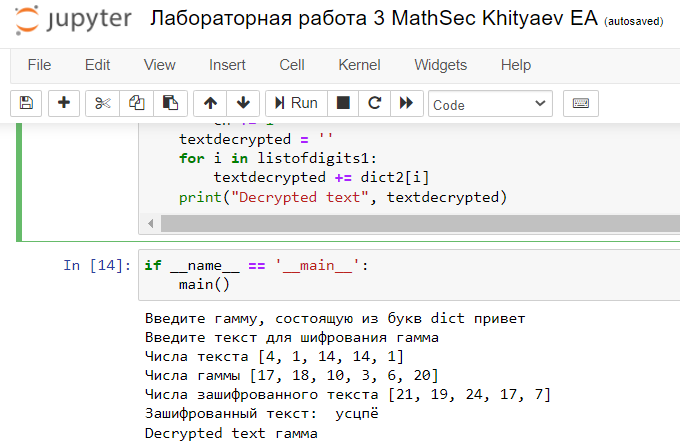 jupyter Лабораторная работа 3 MathSec Khityaev EA (autosaved)
File Edit View Insert Cell Kernel Widgets Help
Run Code
textdecrypted = ''
for i in listofdigits1:
textdecrypted += dict2[i]
print("Decrypted text", textdecrypted)
In [14]: if __name__ == '__main__':
main()
Введите гамму, состоящую из букв dict привет
Введите текст для шифрования гамма
Числа текста [4, 1, 14, 14, 1]
Числа гаммы [17, 18, 10, 3, 6, 20]
Числа зашифрованного текста [21, 19, 24, 17, 7]
Зашифрованный текст:  усцпё
Decrypted text гамма